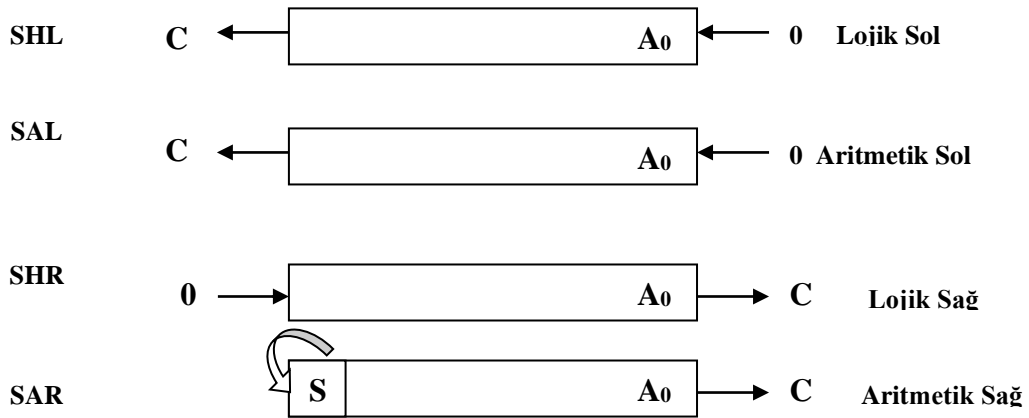 SHL C A0 0 Lojik Sol
SAL C A0 0 Aritmetik Sol
SHR 0 A0 C Lojik Sağ
SAR S A0 C Aritmetik Sağ